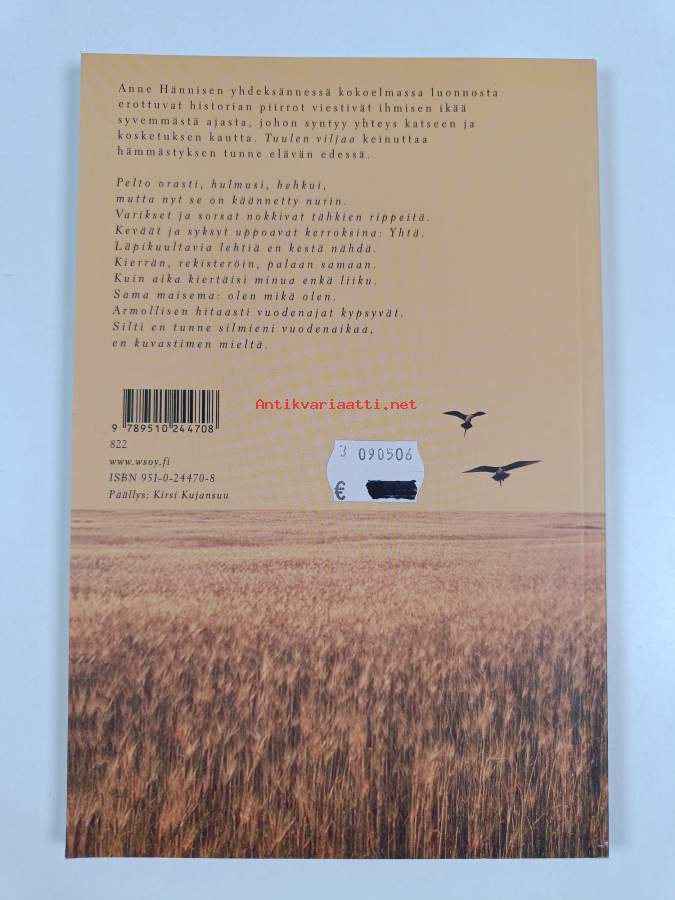 Anne Hännisen yhdeksännessä kokoelmassa luonnosta
erottuvat historian piirrot viestivät ihmisen ikää
syvemmästä ajasta, johon syntyy yhteys katseen ja
kosketuksen kautta. Tuulen viljaa keinuttaa
hämmästyksen tunne elävän edessä.
Pelto orasti, hulmusi, hehkui,
mutta nyt se on käännetty nurin.
Varikset ja sorsat nokkivat tähkien rippeitä.
Keväät ja syksyt uppoavat kerroksina: Yhtä.
Läpikuultavia lehtiä en kestä nähdä.
Kierrän, rekisteröin, palaan samaan.
Kuin aika kiertäisi minua enkä liiku.
Sama maisema: olen mikä olen.
Armollisen hitaasti vuodenajat kypsyvät.
Silti en tunne silmieni vuodenaikaa,
en kuvastimen mieltä.
Antikvariaatti.net
9 789510 244708
822
www.wsoy.fi
ISBN 951-0-24470-8
Päällys: Kirsi Kujansuu
3 090506
€